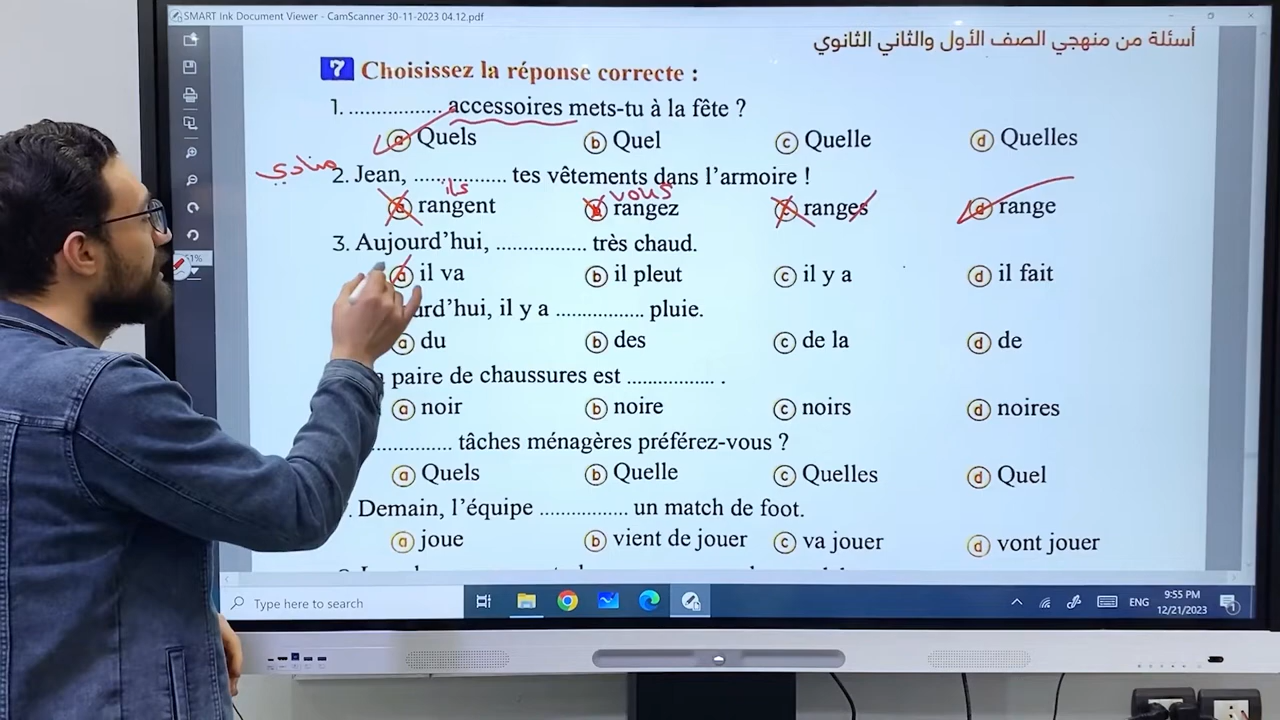 SMART Ink Document Viewer - CamScanner 30-11-2023 04.12.pdf
أسئلة من منهجي الصف الأول والثاني الثانوي
7 Choisissez la réponse correcte :
1. ................. accessoires mets-tu à la fête ?
a Quels b Quel c Quelle d Quelles
منادي
2. Jean, ................. tes vêtements dans l’armoire !
ils vous
a rangent b rangez c ranges d range
3. Aujourd’hui, ................. très chaud.
a il va b il pleut c il y a d il fait
urd’hui, il y a ................. pluie.
a du b des c de la d de
paire de chaussures est ................. .
a noir b noire c noirs d noires
................. tâches ménagères préférez-vous ?
a Quels b Quelle c Quelles d Quel
. Demain, l’équipe ................. un match de foot.
a joue b vient de jouer c va jouer d vont jouer
Type here to search
ENG
9:55 PM
12/21/2023